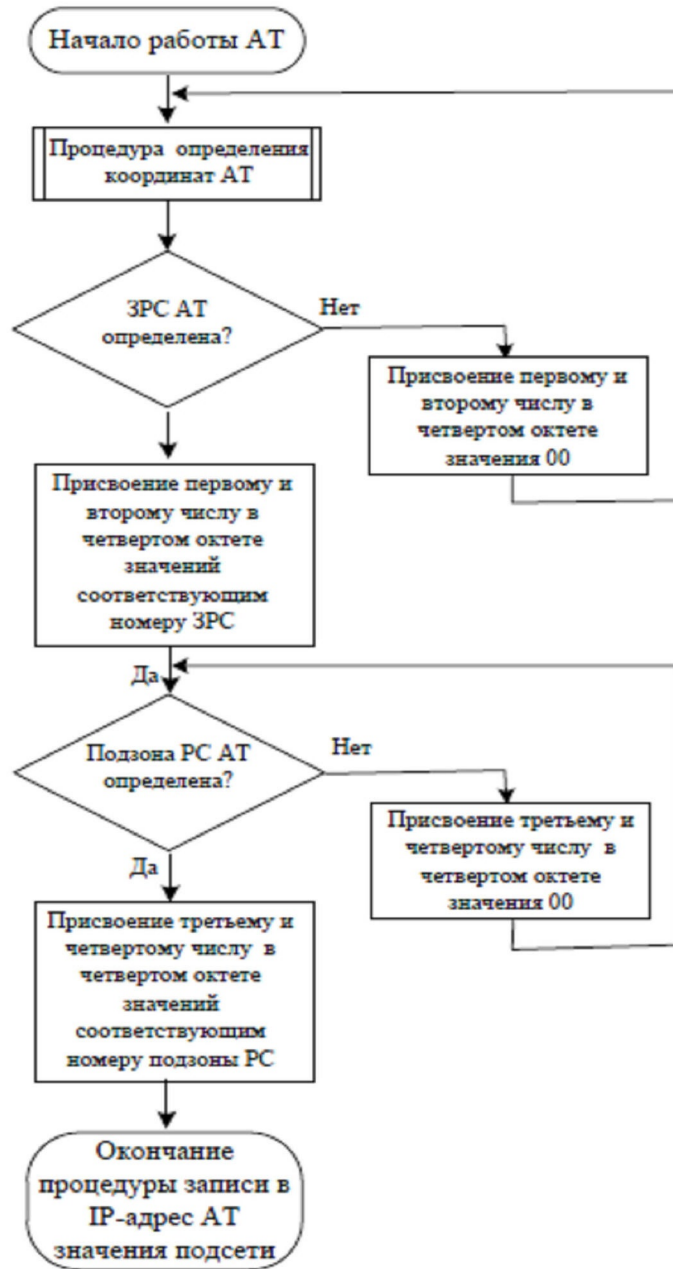 Начало работы АТ
Процедура определения
координат АТ
ЗРС АТ
определена?
Нет
Присвоение первому и
второму числу в
четвертом октете
значения 00
Присвоение первому и
второму числу в
четвертом октете
значений
соответствующим
номеру ЗРС
Да
Подзона РС АТ
определена?
Нет
Присвоение третьему и
четвертому числу в
четвертом октете
значения 00
Да
Присвоение третьему и
четвертому числу в
четвертом октете
значений
соответствующим
номеру подзоны РС
Окончание
процедуры записи в
IP-адрес АТ
значения подсети